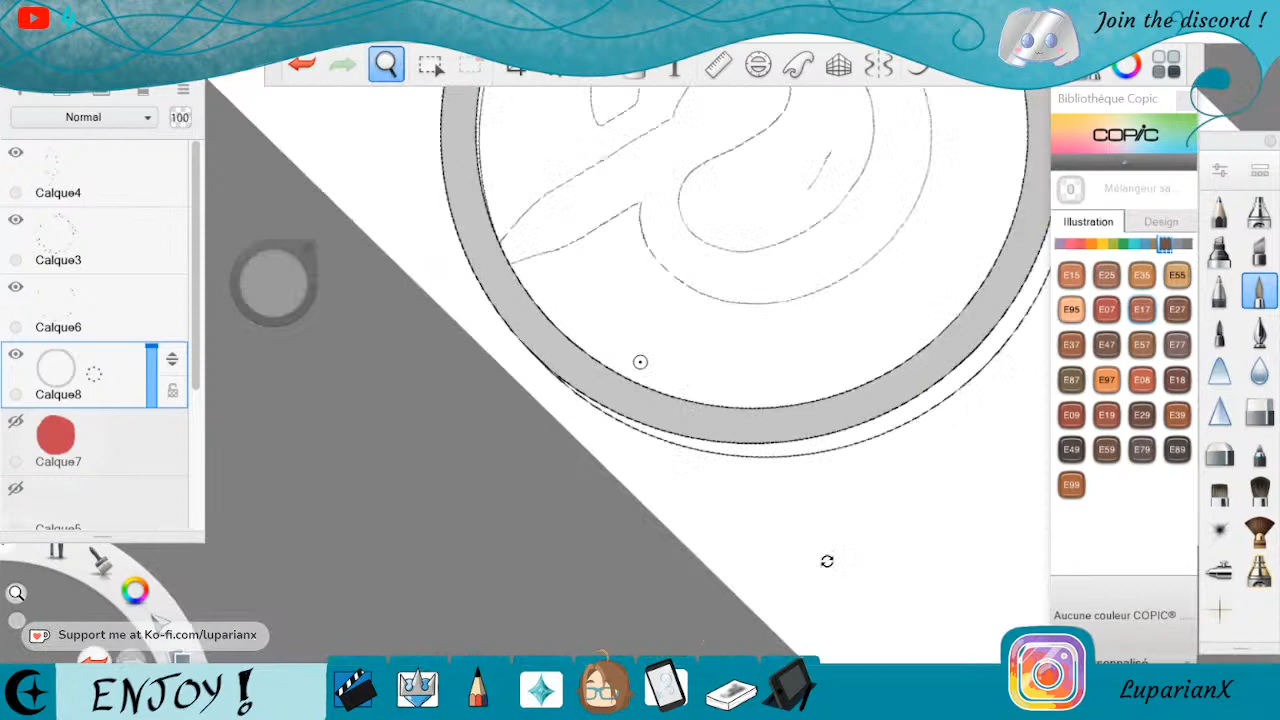 Join the discord !
Normal
100
Calque4
Calque3
Calque6
Calque8
Calque7
Calque5
Bibliothèque Copic
COPIC
0
Mélangeur sa...
Illustration
Design
E15 E25 E35 E55
E95 E07 E17 E27
E37 E47 E57 E77
E87 E97 E08 E18
E09 E19 E29 E39
E49 E59 E79 E89
E99
Aucune couleur COPIC® ....
Support me at Ko-fi.com/luparianx
ENJOY !
LuparianX